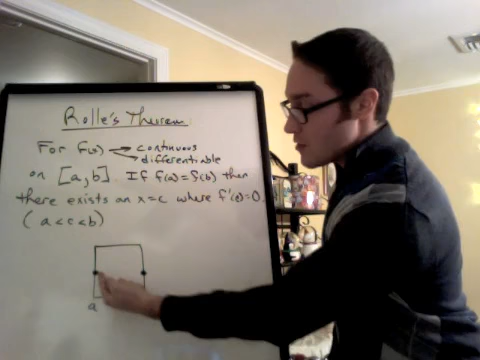 Rolle's Theorem
For f(x) → continuous
→ differentiable
on [a,b]. If f(a)=f(b) then
there exists an x=c where f'(c)=0.
(a<c<b)
a